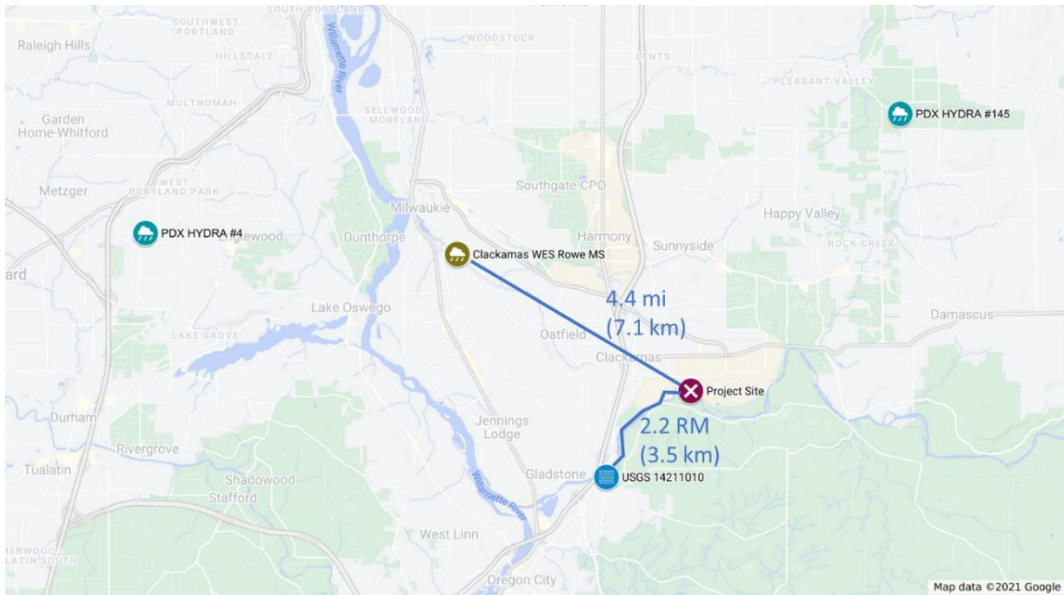 SOUTH PORTLAND
SOUTHWEST
PORTLAND
Raleigh Hills
HILLSDALE
WOODSTOCK
LENTS
Willamette River
PLEASANT VALLEY
MULTNOMAH
SELLWOOD
MORELAND
PDX HYDRA #145
Garden
Home-Whitford
Metzger
WEST
PORTLAND PARK
Southgate CPO
Milwaukie
Happy Valley
PDX HYDRA #4
Dunthorpe
Harmony
Sunnyside
ROCK CREEK
Clackamas WES Rowe MS
4.4 mi
(7.1 km)
Lake Oswego
Damascus
LAKE GROVE
Oatfield
Clackamas
Project Site
Durham
Jennings
Lodge
2.2 RM
(3.5 km)
Rivergrove
Tualatin
Shadowood
Stafford
Gladstone
USGS 14211010
Willamette River
West Linn
Oregon City
Map data ©2021 Google